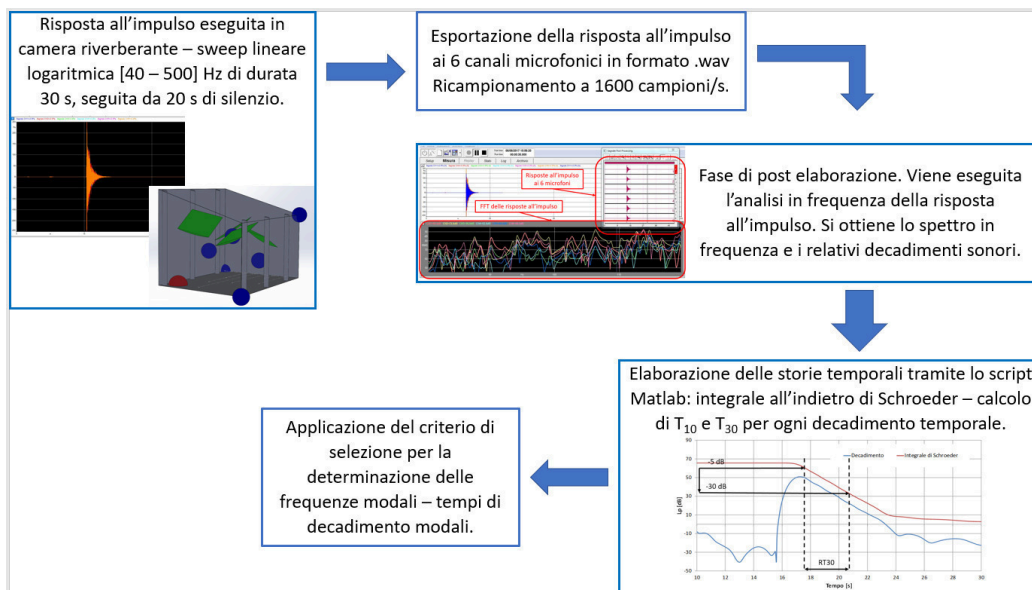 Risposta all'impulso eseguita in
camera riverberante – sweep lineare
logaritmica [40 – 500] Hz di durata
30 s, seguita da 20 s di silenzio.
Esportazione della risposta all'impulso
ai 6 canali microfonici in formato .wav
Ricampionamento a 1600 campioni/s.
Risposte all'impulso
ai 6 microfoni
FFT delle risposte all'impulso
Fase di post elaborazione. Viene eseguita
l'analisi in frequenza della risposta
all'impulso. Si ottiene lo spettro in
frequenza e i relativi decadimenti sonori.
Elaborazione delle storie temporali tramite lo script
Matlab: integrale all'indietro di Schroeder – calcolo
di T10 e T30 per ogni decadimento temporale.
Decadimento
Integrale di Schroeder
90
70
50
30
10
-10
-30
-50
Lp [dB]
-5 dB
-30 dB
RT30
10 12 14 16 18 20 22 24 26 28 30
Tempo [s]
Applicazione del criterio di
selezione per la
determinazione delle
frequenze modali – tempi di
decadimento modali.